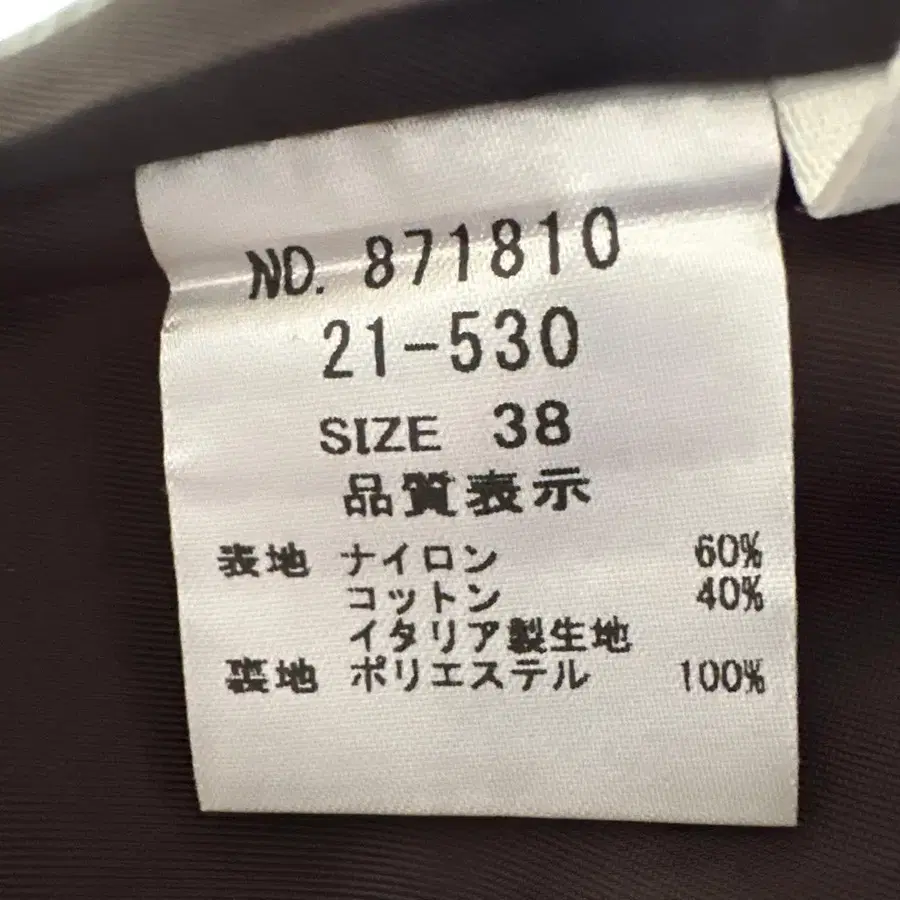 NO. 871810
21-530
SIZE 38
品質表示
表地 ナイロン 60%
コットン 40%
イタリア製生地
裏地 ポリエステル 100%